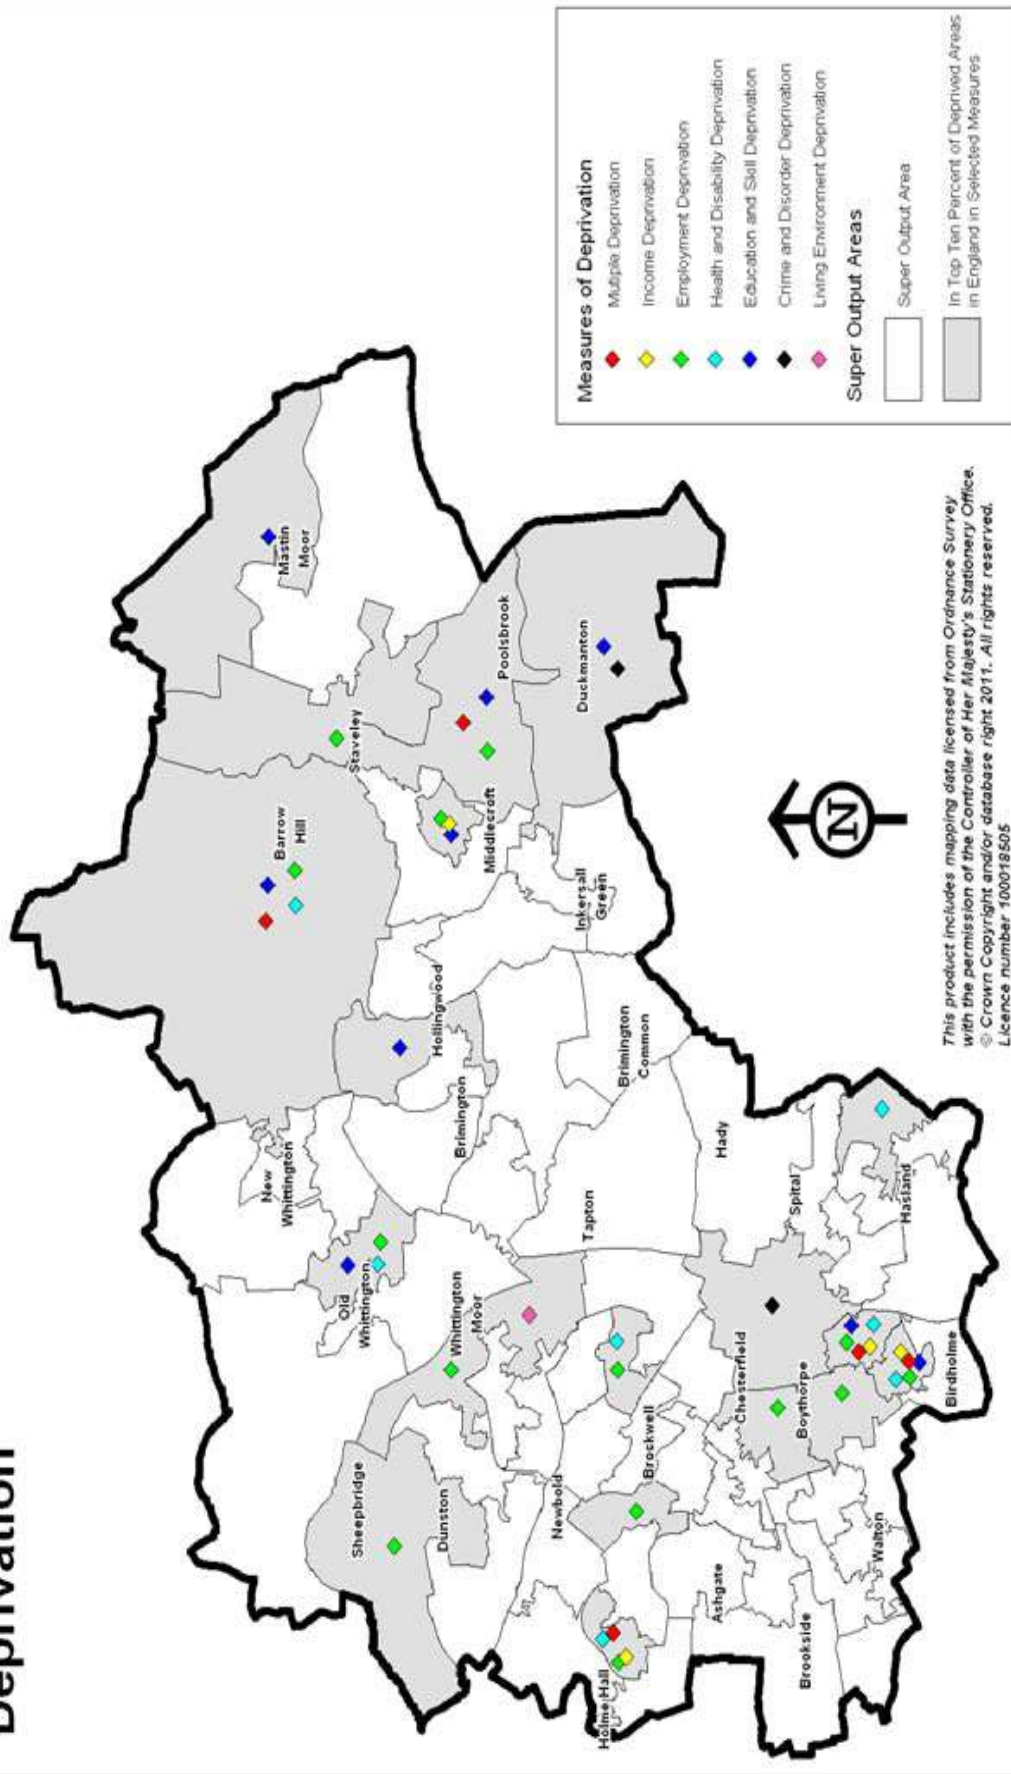 Deprivation
Mastin
Moor
Barrow
Hill
Staveley
Poolsbrook
Duckmanton
Middlecroft
Inkersall
Green
Hollingwood
New
Whittington
Brimington
Brimington
Common
Old
Whittington
Tapton
Hady
Spital
Hasland
Whittington
Moor
Sheepbridge
Dunston
Newbold
Brockwell
Chesterfield
Boythorpe
Birdholme
Holme Hall
Ashgate
Brookside
Walton
N
Measures of Deprivation
Multiple Deprivation
Income Deprivation
Employment Deprivation
Health and Disability Deprivation
Education and Skill Deprivation
Crime and Disorder Deprivation
Living Environment Deprivation
Super Output Areas
Super Output Area
In Top Ten Percent of Deprived Areas
in England in Selected Measures
This product includes mapping data licensed from Ordnance Survey
with the permission of the Controller of Her Majesty's Stationery Office.
© Crown Copyright and/or database right 2011. All rights reserved.
Licence number 100018505